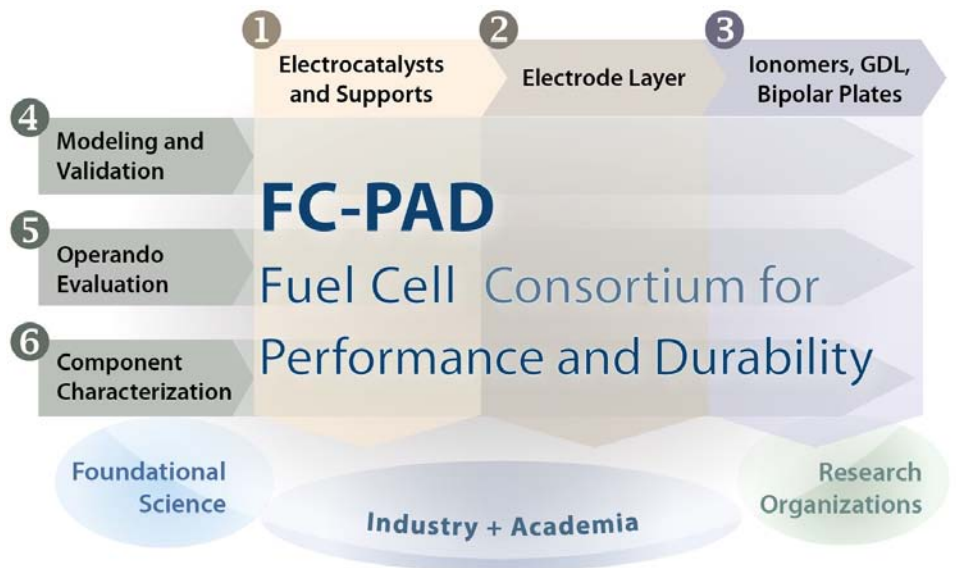 1
Electrocatalysts
and Supports
2
Electrode Layer
3
Ionomers, GDL,
Bipolar Plates
4
Modeling and
Validation
5
Operando
Evaluation
6
Component
Characterization
FC-PAD
Fuel Cell Consortium for
Performance and Durability
Foundational
Science
Industry + Academia
Research
Organizations